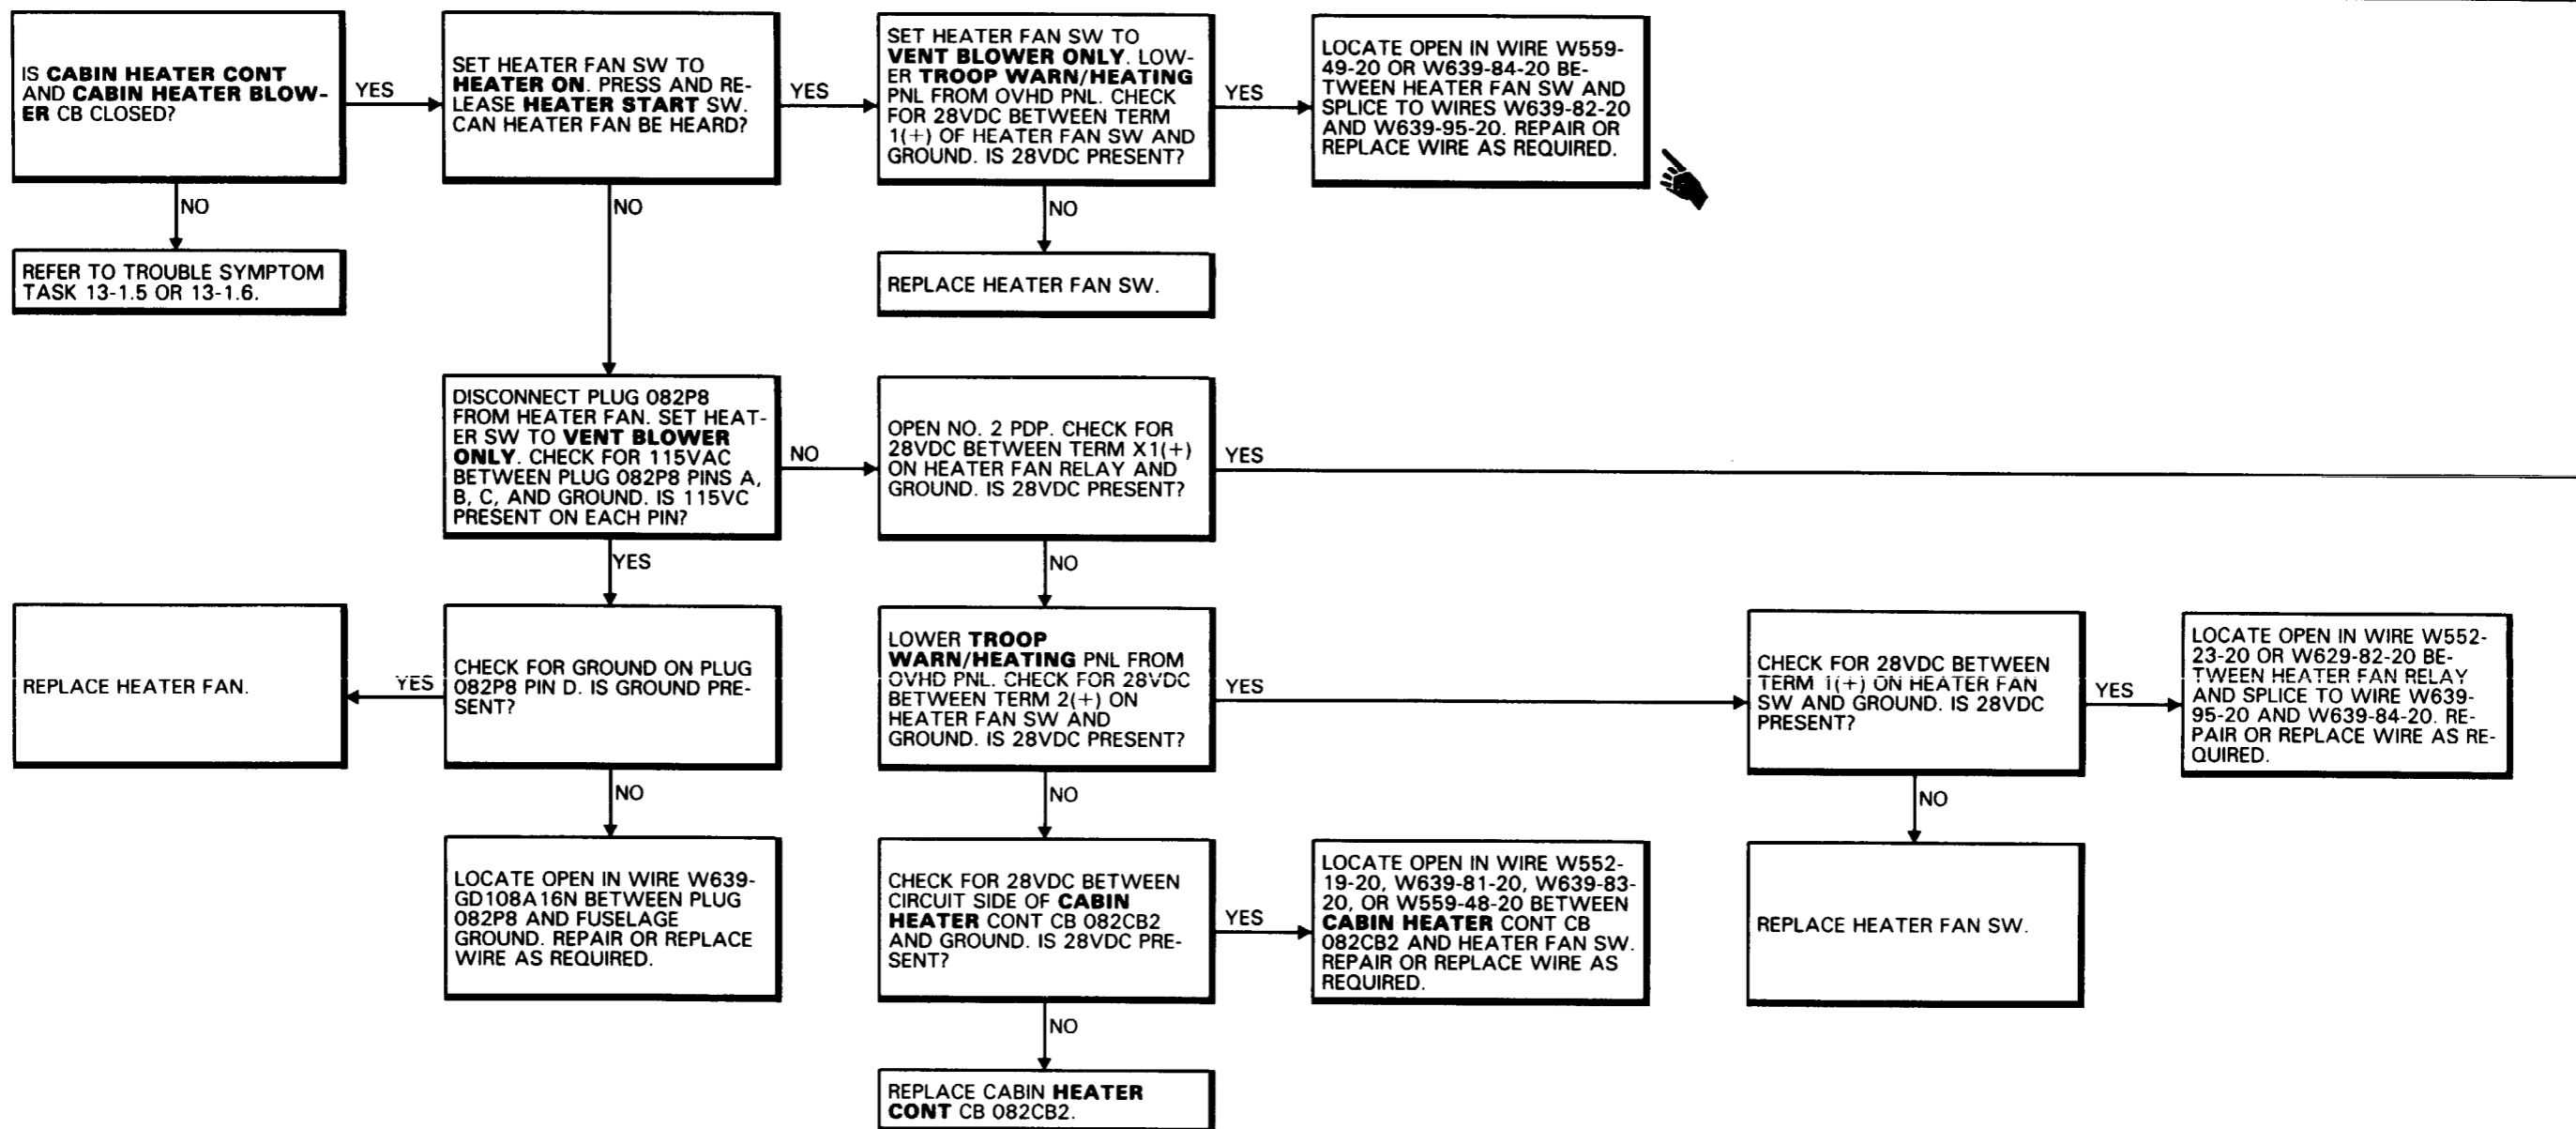 IS CABIN HEATER CONT
AND CABIN HEATER BLOW-
ER CB CLOSED?
YES
NO
REFER TO TROUBLE SYMPTOM
TASK 13-1.5 OR 13-1.6.
SET HEATER FAN SW TO
HEATER ON. PRESS AND RE-
LEASE HEATER START SW.
CAN HEATER FAN BE HEARD?
YES
NO
SET HEATER FAN SW TO
VENT BLOWER ONLY. LOW-
ER TROOP WARN/HEATING
PNL FROM OVHD PNL. CHECK
FOR 28VDC BETWEEN TERM
1(+) OF HEATER FAN SW AND
GROUND. IS 28VDC PRESENT?
YES
NO
LOCATE OPEN IN WIRE W559-
49-20 OR W639-84-20 BE-
TWEEN HEATER FAN SW AND
SPLICE TO WIRES W639-82-20
AND W639-95-20. REPAIR OR
REPLACE WIRE AS REQUIRED.
REPLACE HEATER FAN SW.
DISCONNECT PLUG 082P8
FROM HEATER FAN. SET HEAT-
ER SW TO VENT BLOWER
ONLY. CHECK FOR 115VAC
BETWEEN PLUG 082P8 PINS A,
B, C, AND GROUND. IS 115VC
PRESENT ON EACH PIN?
NO
YES
OPEN NO. 2 PDP. CHECK FOR
28VDC BETWEEN TERM X1(+)
ON HEATER FAN RELAY AND
GROUND. IS 28VDC PRESENT?
YES
NO
REPLACE HEATER FAN.
YES
CHECK FOR GROUND ON PLUG
082P8 PIN D. IS GROUND PRE-
SENT?
NO
LOWER TROOP
WARN/HEATING PNL FROM
OVHD PNL. CHECK FOR 28VDC
BETWEEN TERM 2(+) ON
HEATER FAN SW AND
GROUND. IS 28VDC PRESENT?
YES
NO
CHECK FOR 28VDC BETWEEN
TERM 1(+) ON HEATER FAN
SW AND GROUND. IS 28VDC
PRESENT?
YES
NO
LOCATE OPEN IN WIRE W552-
23-20 OR W629-82-20 BE-
TWEEN HEATER FAN RELAY
AND SPLICE TO WIRE W639-
95-20 AND W639-84-20. RE-
PAIR OR REPLACE WIRE AS RE-
QUIRED.
LOCATE OPEN IN WIRE W639-
GD108A16N BETWEEN PLUG
082P8 AND FUSELAGE
GROUND. REPAIR OR REPLACE
WIRE AS REQUIRED.
CHECK FOR 28VDC BETWEEN
CIRCUIT SIDE OF CABIN
HEATER CONT CB 082CB2
AND GROUND. IS 28VDC PRE-
SENT?
YES
NO
LOCATE OPEN IN WIRE W552-
19-20, W639-81-20, W639-83-
20, OR W559-48-20 BETWEEN
CABIN HEATER CONT CB
082CB2 AND HEATER FAN SW.
REPAIR OR REPLACE WIRE AS
REQUIRED.
REPLACE HEATER FAN SW.
REPLACE CABIN HEATER
CONT CB 082CB2.